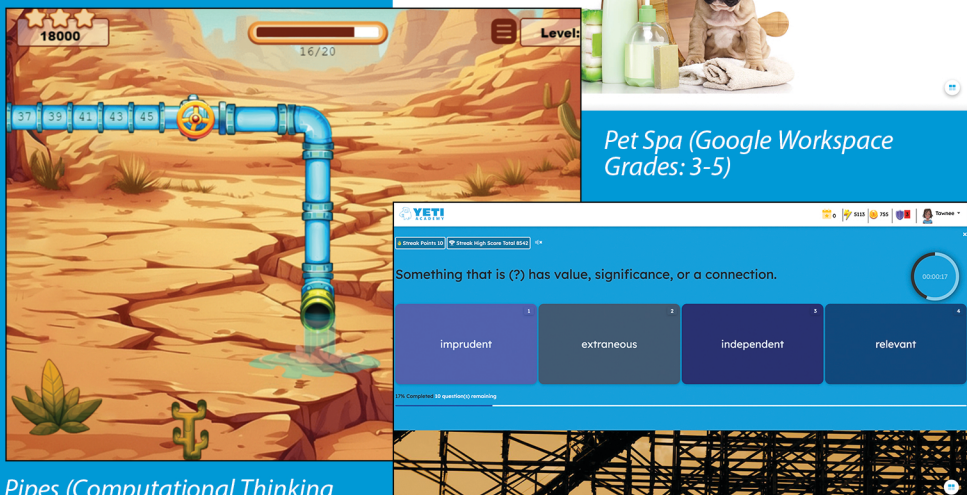 18000
16/20
Level:
37 39 41 43 45
Pet Spa (Google Workspace
Grades: 3-5)
YETI
ACADEMY
0 5113 755 Tawnee
Streak Points 10 Streak High Score Total 8542
Something that is (?) has value, significance, or a connection.
00:00:17
1 2 3 4
imprudent extraneous independent relevant
17% Completed 30 question(s) remaining
Pipes (Computational Thinking